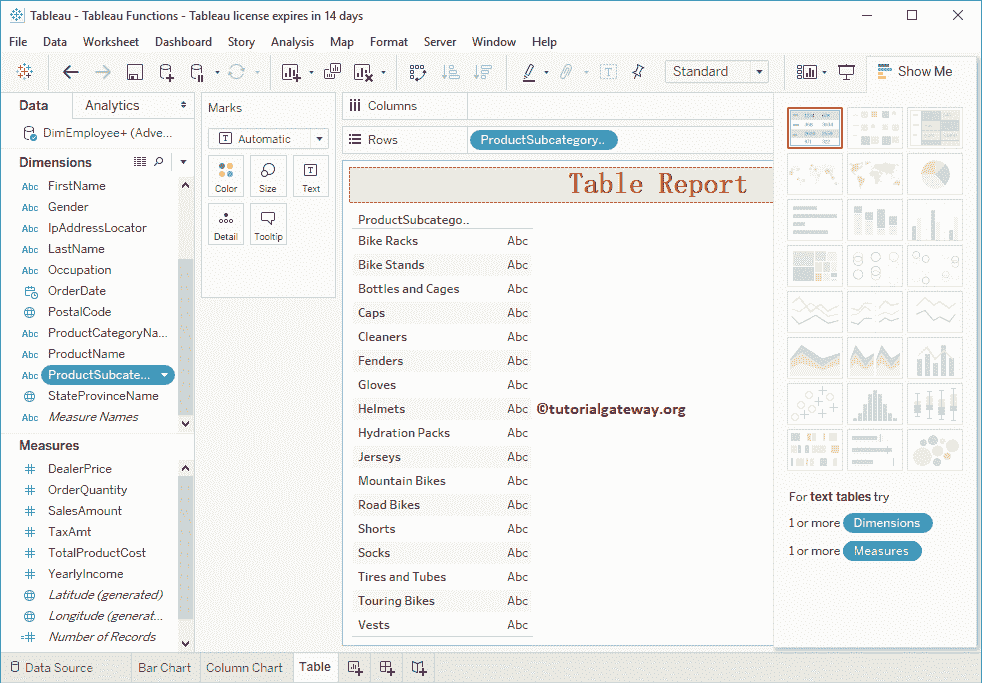 Tableau - Tableau Functions - Tableau license expires in 14 days
File Data Worksheet Dashboard Story Analysis Map Format Server Window Help
Standard
Show Me
Data Analytics
DimEmployee+ (Adve...
Dimensions
Abc FirstName
Abc Gender
Abc IpAddressLocator
Abc LastName
Abc Occupation
OrderDate
PostalCode
Abc ProductCategoryNa...
Abc ProductName
Abc ProductSubcate...
StateProvinceName
Abc Measure Names
Measures
# DealerPrice
# OrderQuantity
# SalesAmount
# TaxAmt
# TotalProductCost
# YearlyIncome
Latitude (generated)
Longitude (generat...
=# Number of Records
Marks
T Automatic
Color Size T Text
Detail Tooltip
iii Columns
Rows ProductSubcategory..
Table Report
ProductSubcatego..
Bike Racks Abc
Bike Stands Abc
Bottles and Cages Abc
Caps Abc
Cleaners Abc
Fenders Abc
Gloves Abc
Helmets Abc
©tutorialgateway.org
Hydration Packs Abc
Jerseys Abc
Mountain Bikes Abc
Road Bikes Abc
Shorts Abc
Socks Abc
Tires and Tubes Abc
Touring Bikes Abc
Vests Abc
For text tables try
1 or more Dimensions
1 or more Measures
Data Source Bar Chart Column Chart Table